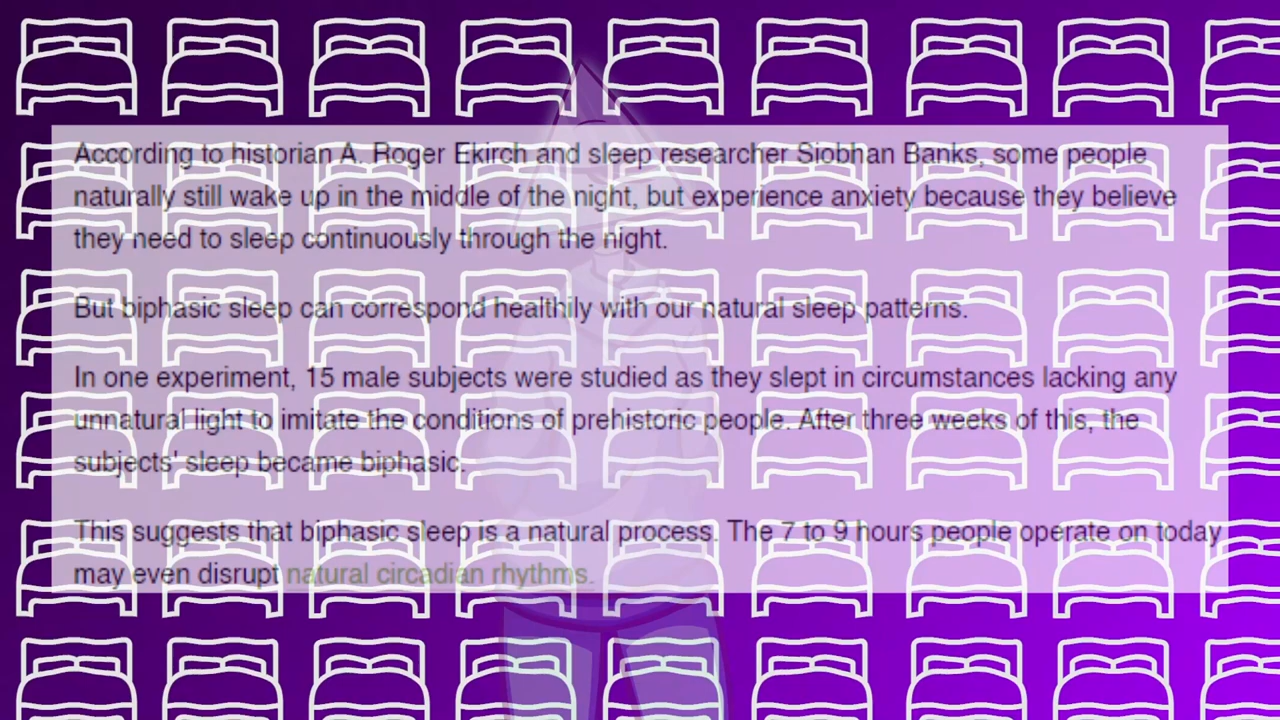 According to historian A. Roger Ekirch and sleep researcher Siobhan Banks, some people
naturally still wake up in the middle of the night, but experience anxiety because they believe
they need to sleep continuously through the night.
But biphasic sleep can correspond healthily with our natural sleep patterns.
In one experiment, 15 male subjects were studied as they slept in circumstances lacking any
unnatural light to imitate the conditions of prehistoric people. After three weeks of this, the
subjects' sleep became biphasic.
This suggests that biphasic sleep is a natural process. The 7 to 9 hours people operate on today
may even disrupt natural circadian rhythms.